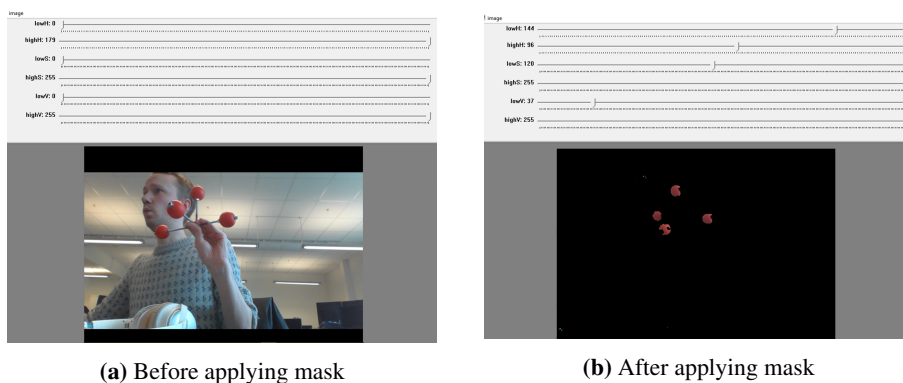 image
lowH: 0
highH: 179
lowS: 0
highS: 255
lowV: 0
highV: 255
(a) Before applying mask
image
lowH: 144
highH: 96
lowS: 120
highS: 255
lowV: 37
highV: 255
(b) After applying mask